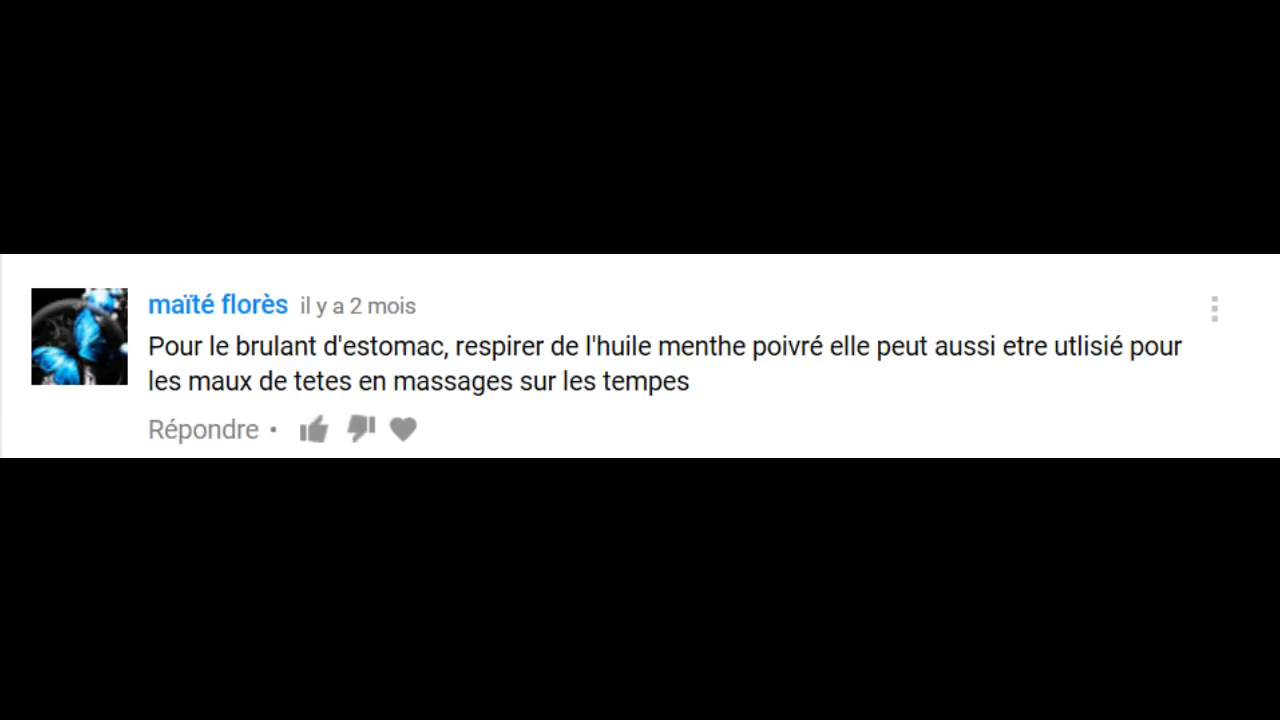 maïté florès il y a 2 mois
Pour le brulant d'estomac, respirer de l'huile menthe poivré elle peut aussi etre utlisié pour
les maux de tetes en massages sur les tempes
Répondre •